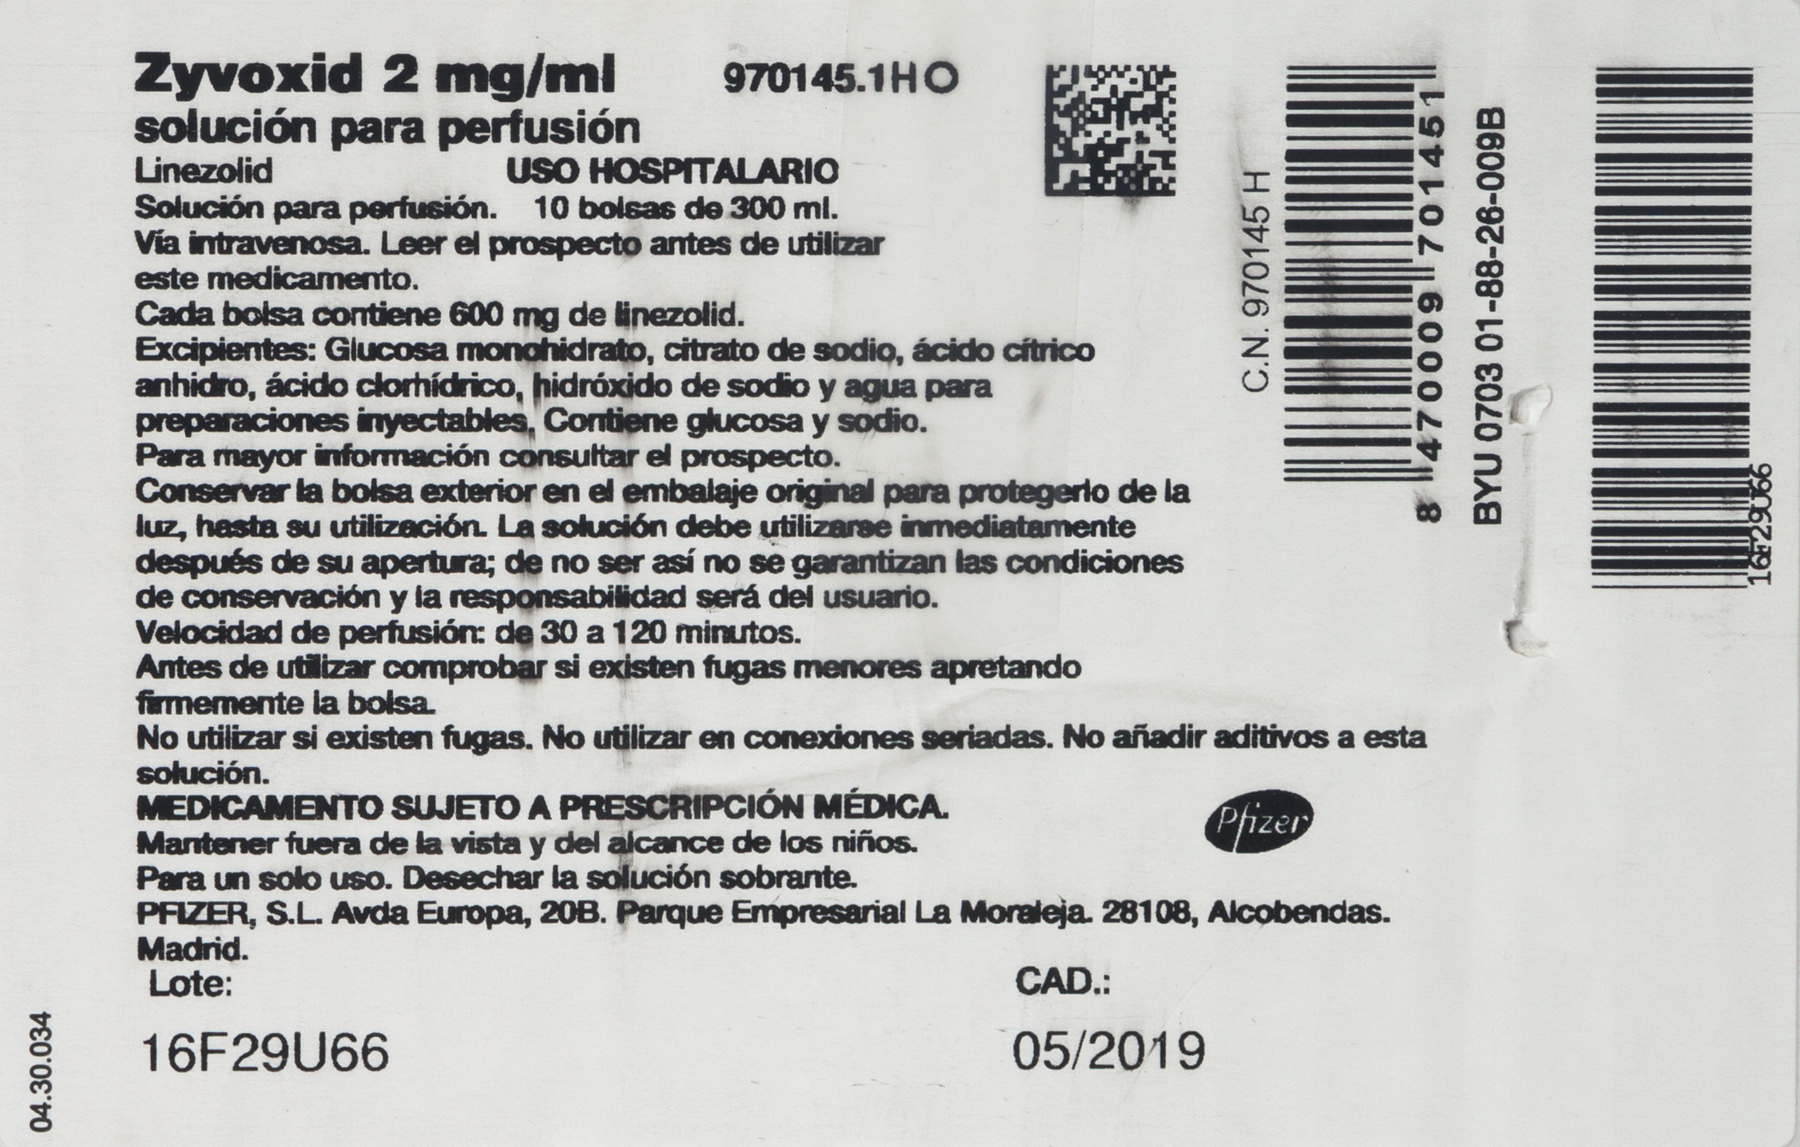 Zyvoxid 2 mg/ml 970145.1HO
solución para perfusión
Linezolid USO HOSPITALARIO
Solución para perfusión. 10 bolsas de 300 ml.
Vía intravenosa. Leer el prospecto antes de utilizar
este medicamento.
Cada bolsa contiene 600 mg de linezolid.
Excipientes: Glucosa monohidrato, citrato de sodio, ácido cítrico
anhidro, ácido clorhídrico, hidróxido de sodio y agua para
preparaciones inyectables. Contiene glucosa y sodio.
Para mayor información consultar el prospecto.
Conservar la bolsa exterior en el embalaje original para protegerlo de la
luz, hasta su utilización. La solución debe utilizarse inmediatamente
después de su apertura; de no ser así no se garantizan las condiciones
de conservación y la responsabilidad será del usuario.
Velocidad de perfusión: de 30 a 120 minutos.
Antes de utilizar comprobar si existen fugas menores apretando
firmemente la bolsa.
No utilizar si existen fugas. No utilizar en conexiones seriadas. No añadir aditivos a esta
solución.
MEDICAMENTO SUJETO A PRESCRIPCIÓN MÉDICA.
Mantener fuera de la vista y del alcance de los niños.
Para un solo uso. Desechar la solución sobrante.
PFIZER, S.L. Avda Europa, 20B. Parque Empresarial La Moraleja. 28108, Alcobendas.
Madrid.
Lote: CAD.:
16F29U66 05/2019
Pfizer
C.N. 970145 H
8 470009 701451
BYU 0703 01-88-26-009B
16F29U66
04.30.034